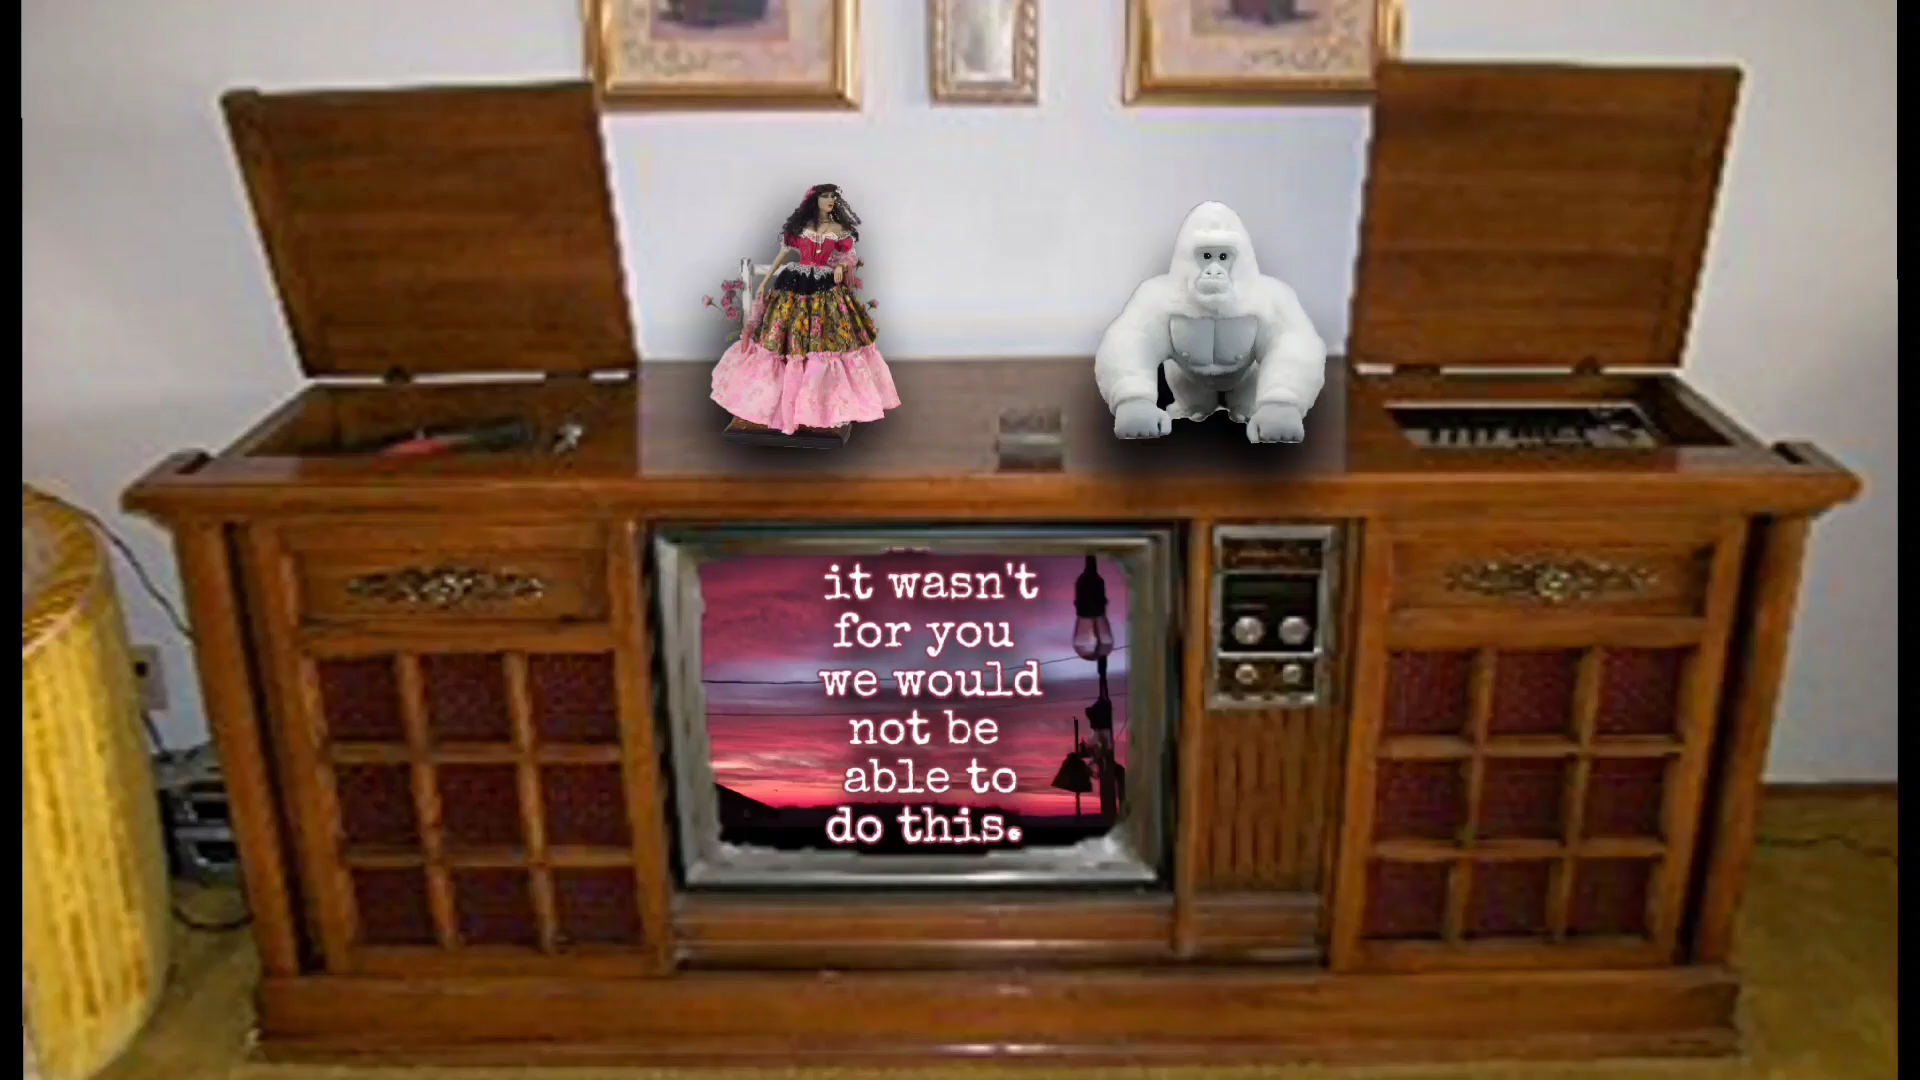 it wasn't
for you
we would
not be
able to
do this.